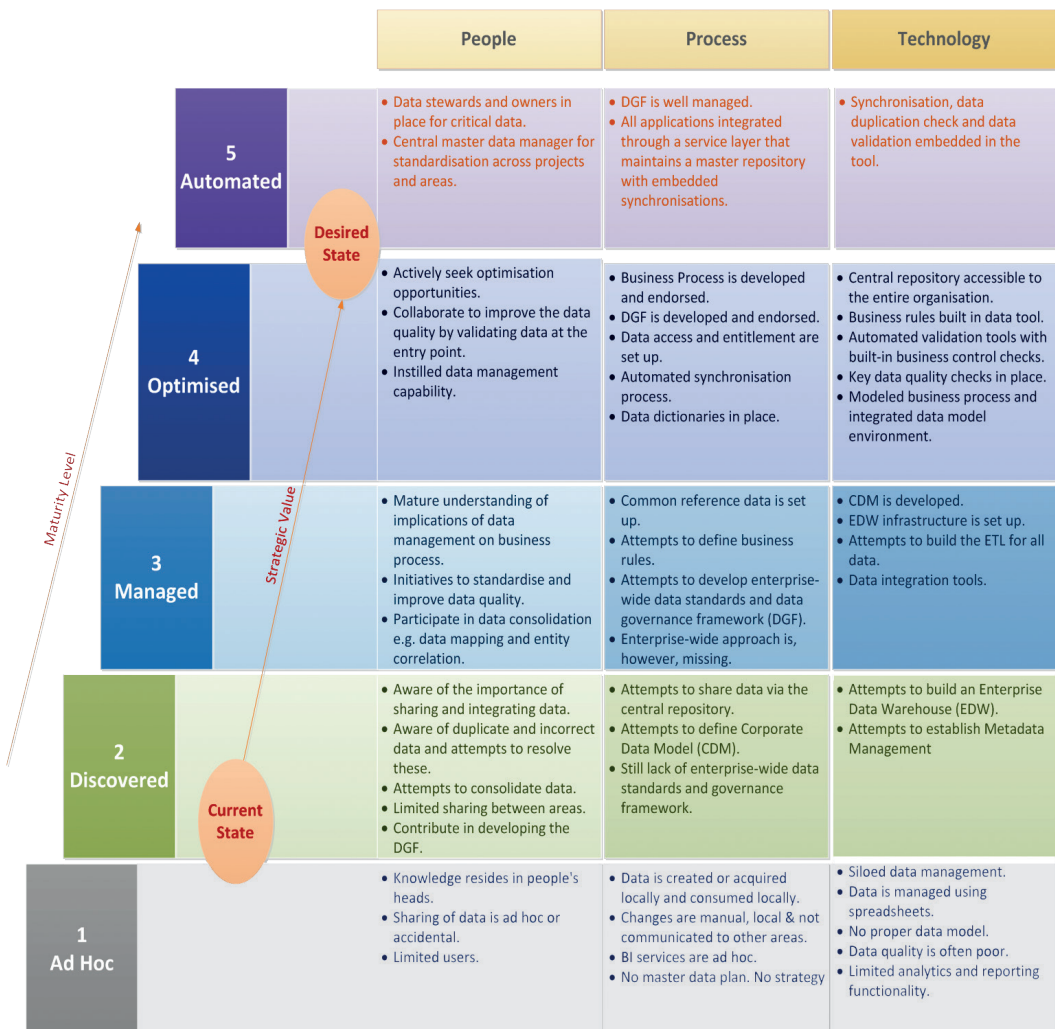 People
Process
Technology
5
Automated
• Data stewards and owners in
place for critical data.
• Central master data manager for
standardisation across projects
and areas.
• DGF is well managed.
• All applications integrated
through a service layer that
maintains a master repository
with embedded
synchronisations.
• Synchronisation, data
duplication check and data
validation embedded in the
tool.
Desired
State
4
Optimised
• Actively seek optimisation
opportunities.
• Collaborate to improve the data
quality by validating data at the
entry point.
• Instilled data management
capability.
• Business Process is developed
and endorsed.
• DGF is developed and endorsed.
• Data access and entitlement are
set up.
• Automated synchronisation
process.
• Data dictionaries in place.
• Central repository accessible to
the entire organisation.
• Business rules built in data tool.
• Automated validation tools with
built-in business control checks.
• Key data quality checks in place.
• Modeled business process and
integrated data model
environment.
Maturity Level
Strategic Value
3
Managed
• Mature understanding of
implications of data
management on business
process.
• Initiatives to standardise and
improve data quality.
• Participate in data consolidation
e.g. data mapping and entity
correlation.
• Common reference data is set
up.
• Attempts to define business
rules.
• Attempts to develop enterprise-
wide data standards and data
governance framework (DGF).
• Enterprise-wide approach is,
however, missing.
• CDM is developed.
• EDW infrastructure is set up.
• Attempts to build the ETL for all
data.
• Data integration tools.
2
Discovered
Current
State
• Aware of the importance of
sharing and integrating data.
• Aware of duplicate and incorrect
data and attempts to resolve
these.
• Attempts to consolidate data.
• Limited sharing between areas.
• Contribute in developing the
DGF.
• Attempts to share data via the
central repository.
• Attempts to define Corporate
Data Model (CDM).
• Still lack of enterprise-wide data
standards and governance
framework.
• Attempts to build an Enterprise
Data Warehouse (EDW).
• Attempts to establish Metadata
Management
1
Ad Hoc
• Knowledge resides in people's
heads.
• Sharing of data is ad hoc or
accidental.
• Limited users.
• Data is created or acquired
locally and consumed locally.
• Changes are manual, local & not
communicated to other areas.
• BI services are ad hoc.
• No master data plan. No strategy
• Siloed data management.
• Data is managed using
spreadsheets.
• No proper data model.
• Data quality is often poor.
• Limited analytics and reporting
functionality.